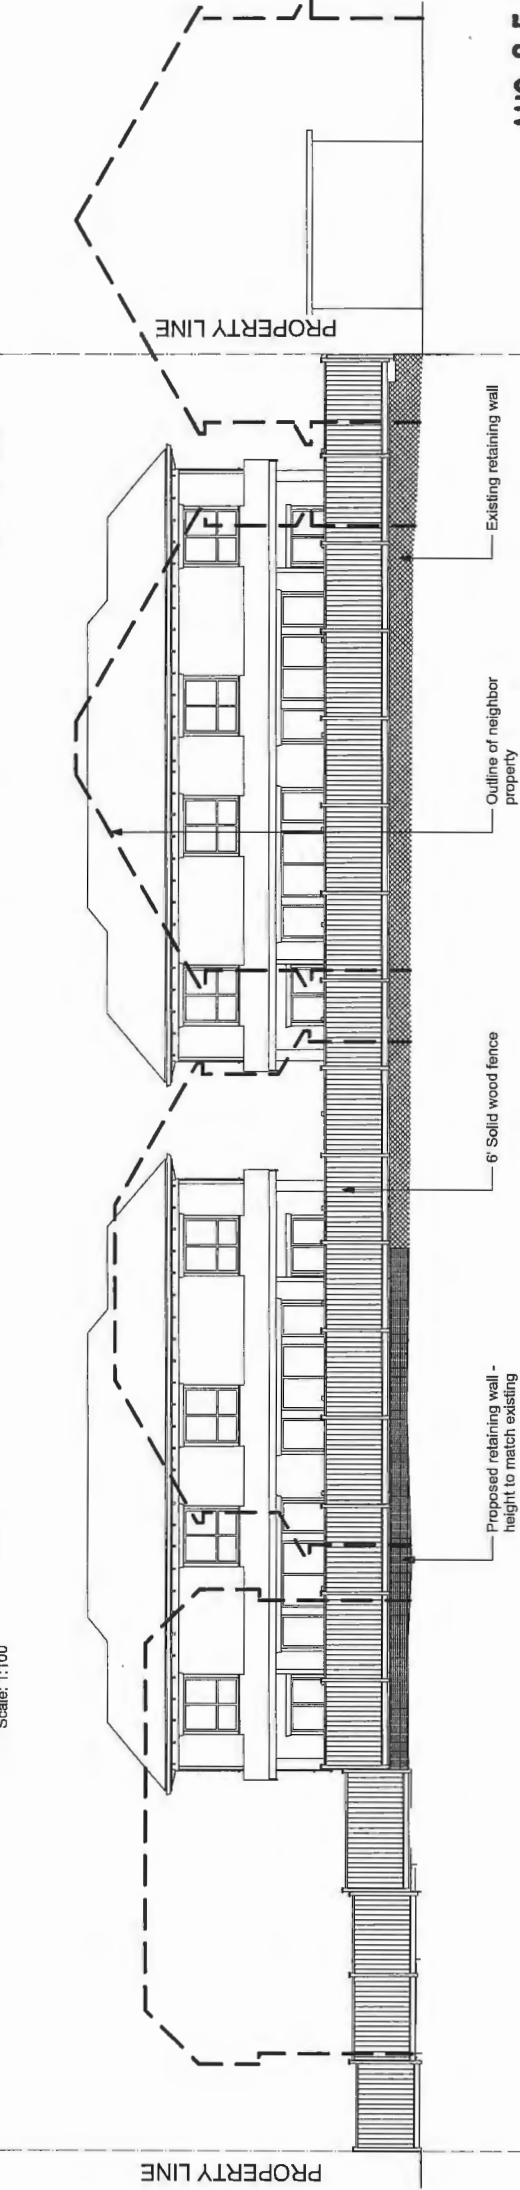 Scale: 1:100
PROPERTY LINE
PROPERTY LINE
Proposed retaining wall -
height to match existing
6' Solid wood fence
Outline of neighbor
property
Existing retaining wall